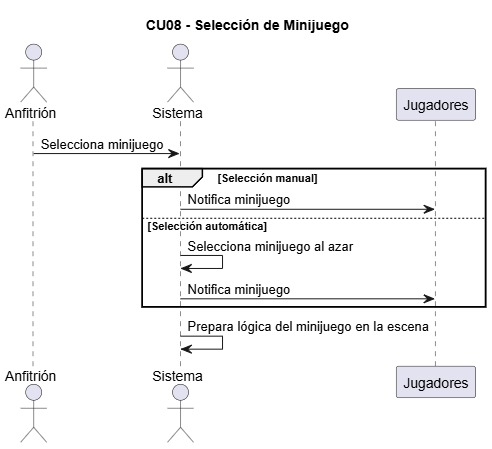 CU08 - Selección de Minijuego
Anfitrión
Sistema
Jugadores
Selecciona minijuego
alt
[Selección manual]
Notifica minijuego
[Selección automática]
Selecciona minijuego al azar
Notifica minijuego
Prepara lógica del minijuego en la escena
Anfitrión
Sistema
Jugadores